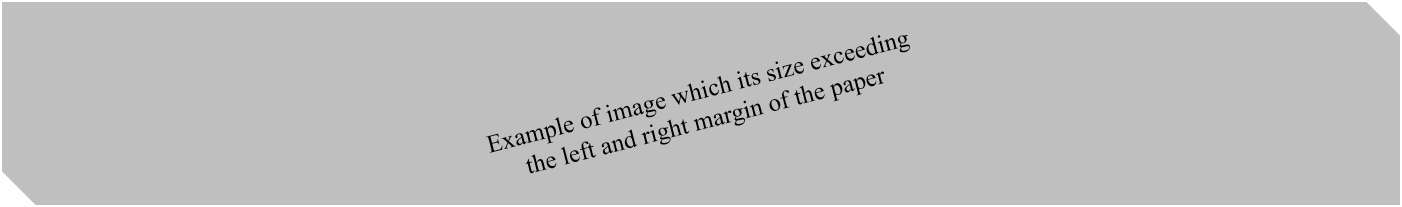 Example of image which its size exceeding
the left and right margin of the paper